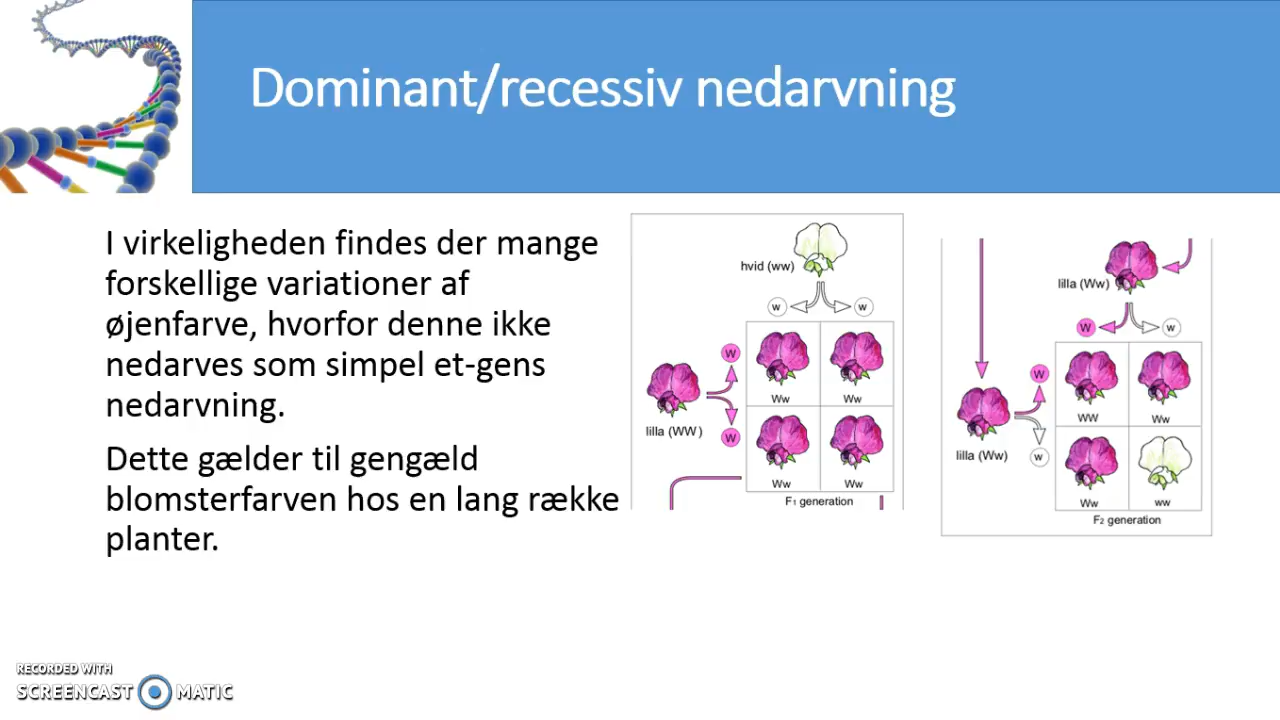 Dominant/recessiv nedarvning
I virkeligheden findes der mange
forskellige variationer af
øjenfarve, hvorfor denne ikke
nedarves som simpel et-gens
nedarvning.
Dette gælder til gengæld
blomsterfarven hos en lang række
planter.
hvid (ww)
w w
W
Ww Ww
lilla (WW)
W
Ww Ww
F1 generation
lilla (Ww)
W w
W
WW Ww
lilla (Ww)
w
Ww ww
F2 generation
RECORDED WITH
SCREENCAST MATIC